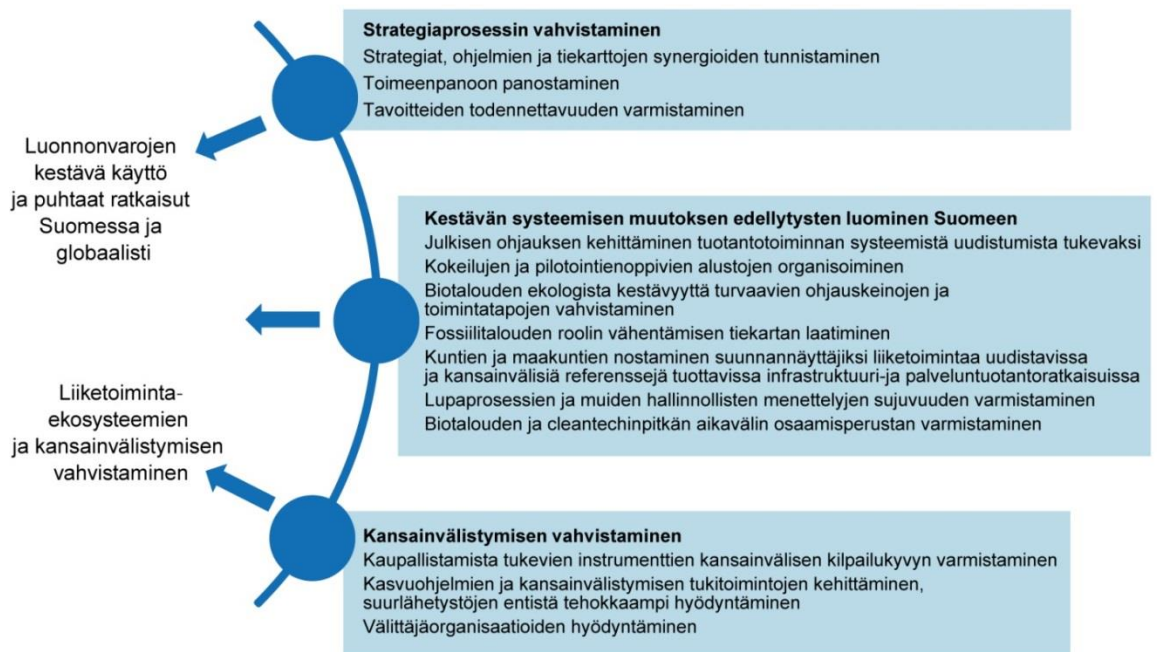 Strategiaprosessin vahvistaminen
Strategiat, ohjelmien ja tiekarttojen synergioiden tunnistaminen
Toimeenpanoon panostaminen
Tavoitteiden todennettavuuden varmistaminen
Luonnonvarojen
kestävä käyttö
ja puhtaat ratkaisut
Suomessa ja
globaalisti
Kestävän systeemisen muutoksen edellytysten luominen Suomeen
Julkisen ohjauksen kehittäminen tuotantotoiminnan systeemistä uudistumista tukevaksi
Kokeilujen ja pilotointienoppivien alustojen organisoiminen
Biotalouden ekologista kestävyyttä turvaavien ohjauskeinojen ja
toimintatapojen vahvistaminen
Fossiilitalouden roolin vähentämisen tiekartan laatiminen
Kuntien ja maakuntien nostaminen suunnannäyttäjiksi liiketoimintaa uudistavissa
ja kansainvälisiä referenssejä tuottavissa infrastruktuuri-ja palveluntuotantoratkaisuissa
Lupaprosessien ja muiden hallinnollisten menettelyjen sujuvuuden varmistaminen
Biotalouden ja cleantechinpitkän aikavälin osaamisperustan varmistaminen
Liiketoiminta-
ekosysteemien
ja kansainvälistymisen
vahvistaminen
Kansainvälistymisen vahvistaminen
Kaupallistamista tukevien instrumenttien kansainvälisen kilpailukyvyn varmistaminen
Kasvuohjelmien ja kansainvälistymisen tukitoimintojen kehittäminen,
suurlähetystöjen entistä tehokkaampi hyödyntäminen
Välittäjäorganisaatioiden hyödyntäminen